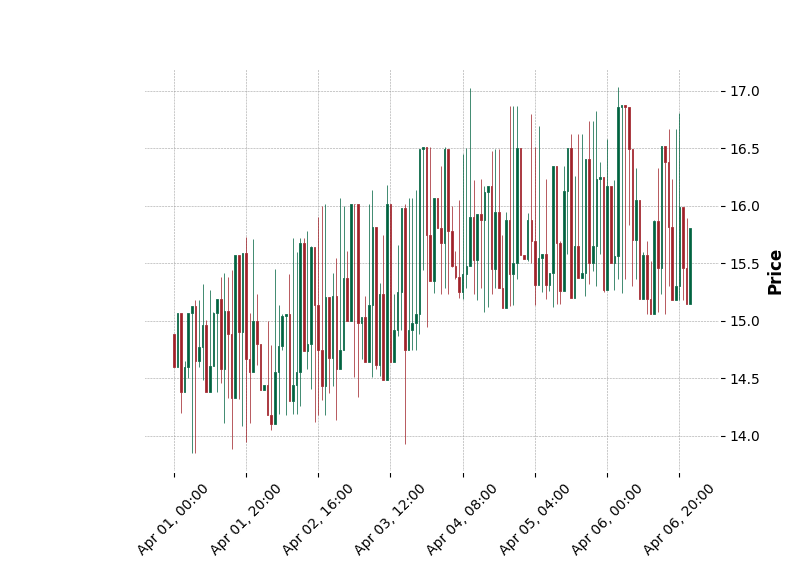 17.0
16.5
16.0
15.5
15.0
14.5
14.0
Price
Apr 01, 00:00
Apr 01, 20:00
Apr 02, 16:00
Apr 03, 12:00
Apr 04, 08:00
Apr 05, 04:00
Apr 06, 00:00
Apr 06, 20:00